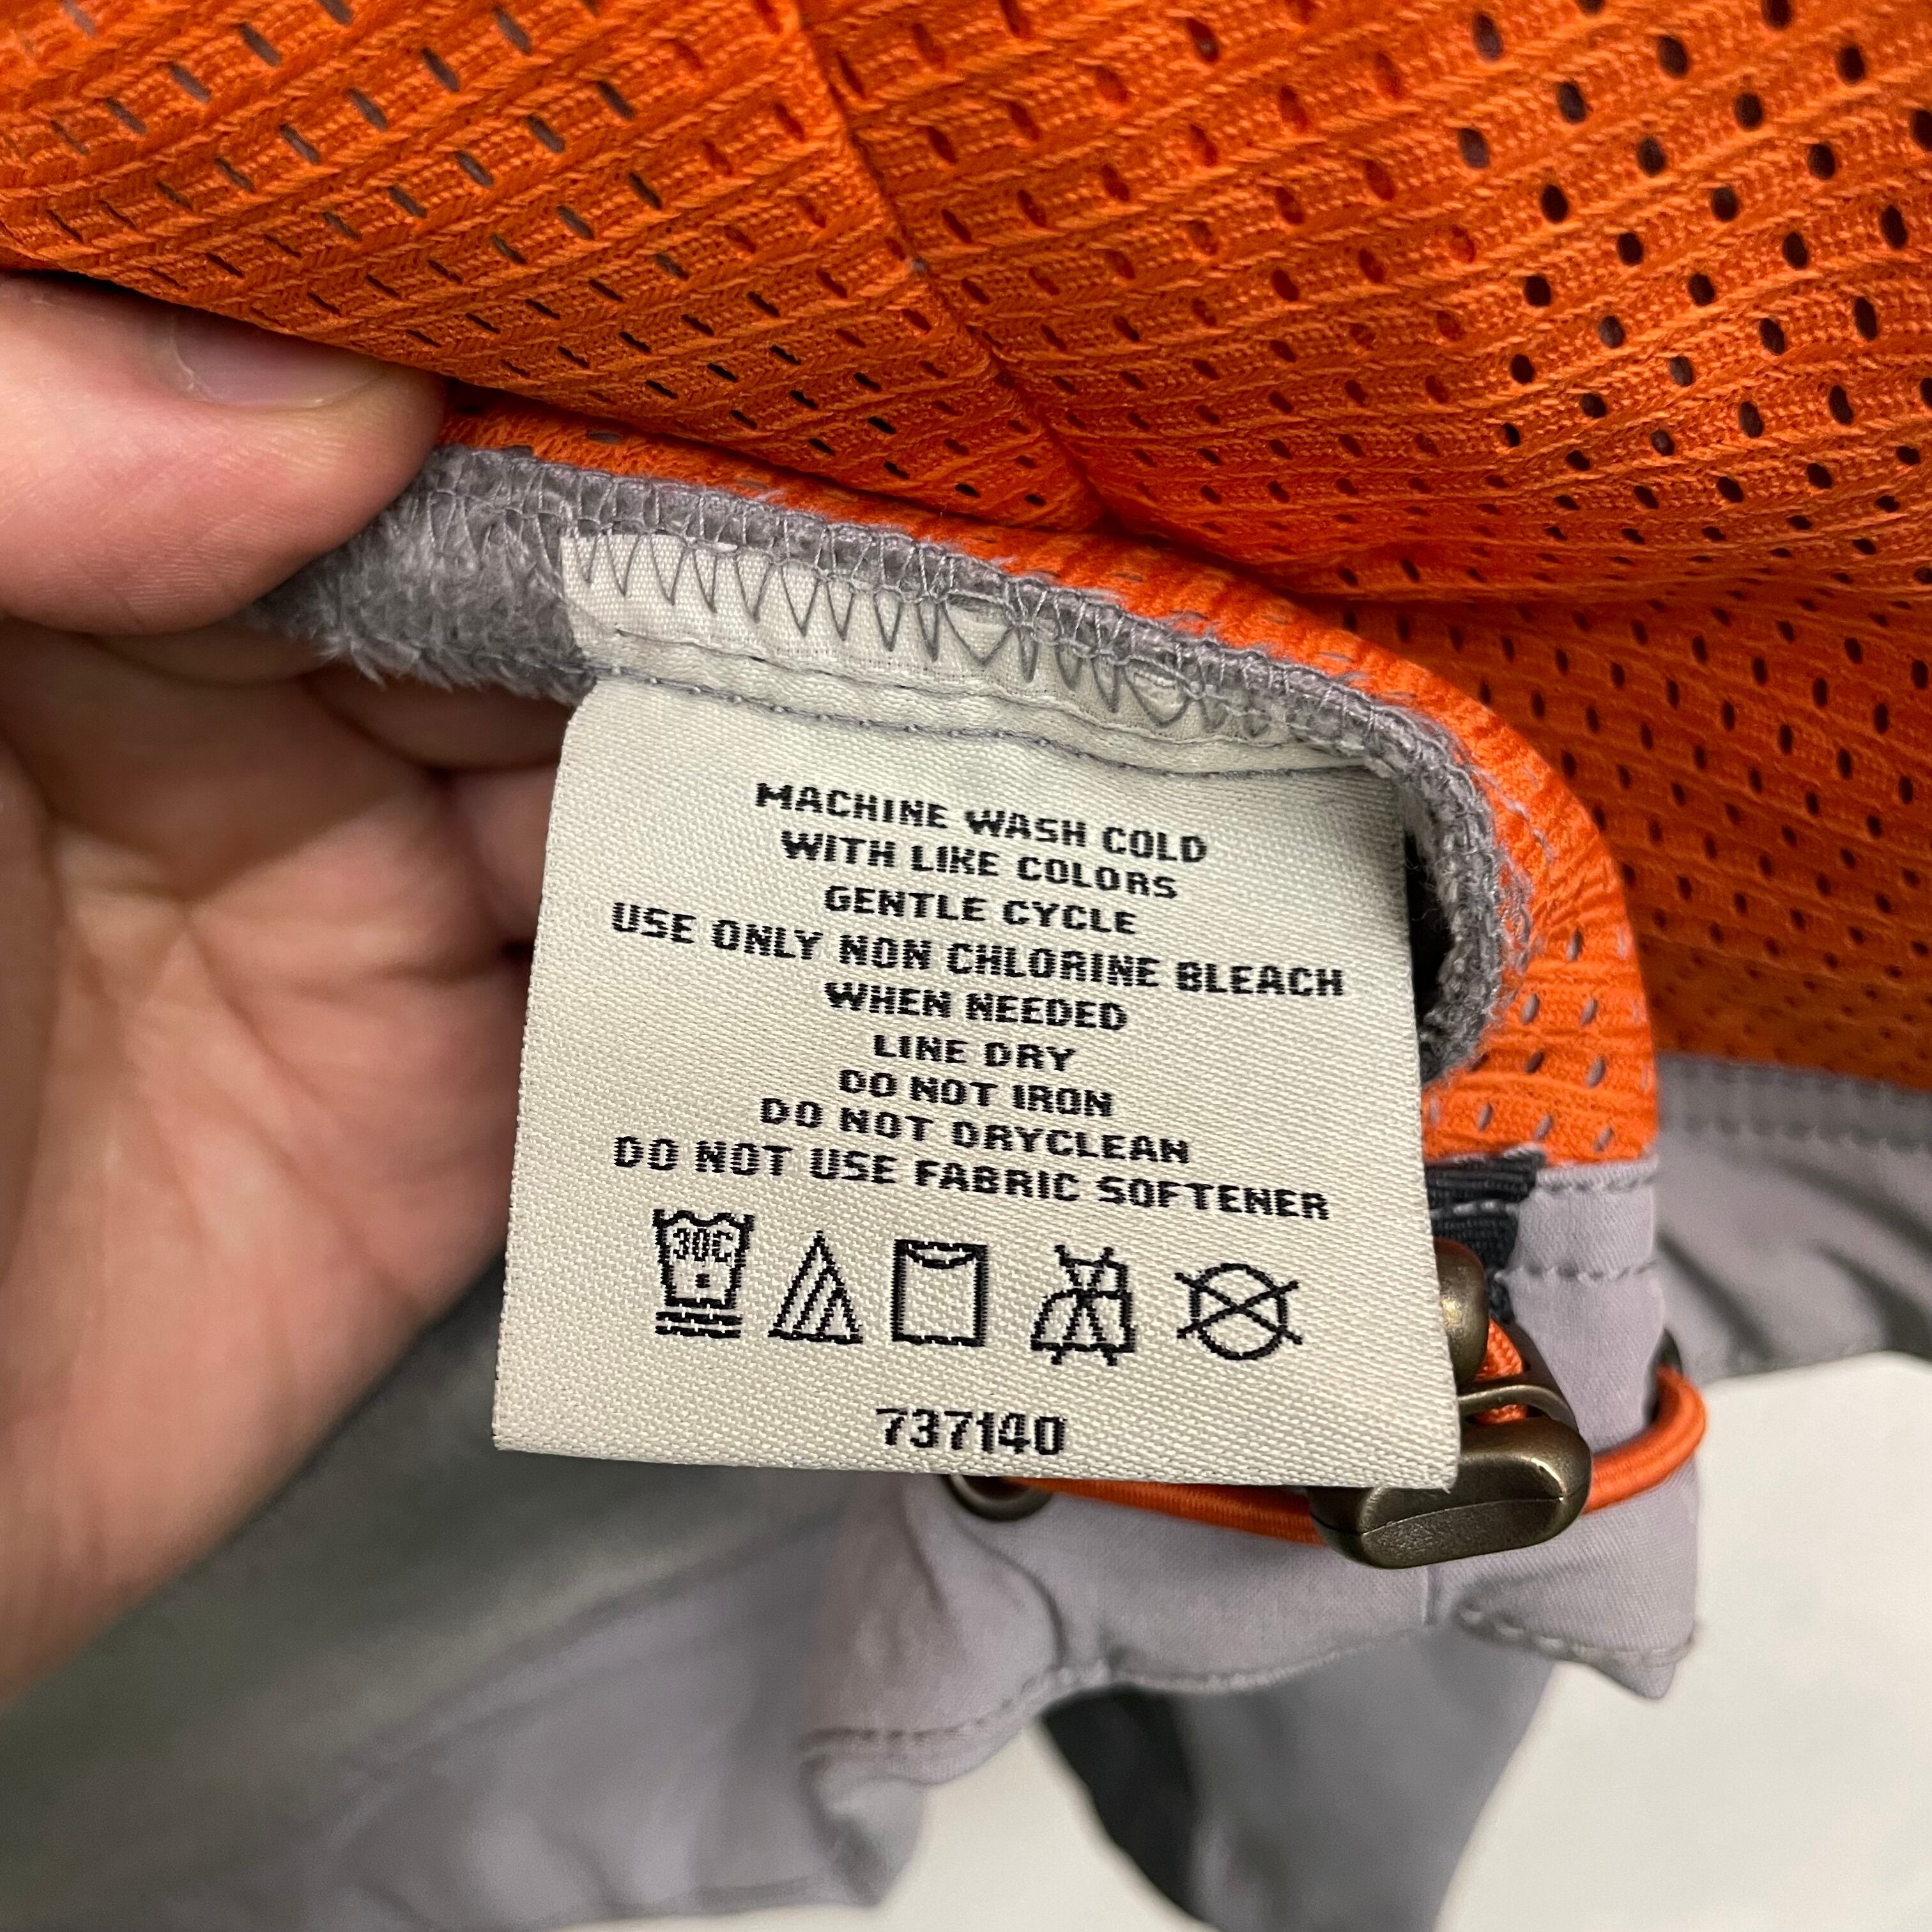 MACHINE WASH COLD
WITH LIKE COLORS
GENTLE CYCLE
USE ONLY NON CHLORINE BLEACH
WHEN NEEDED
LINE DRY
DO NOT IRON
DO NOT DRYCLEAN
DO NOT USE FABRIC SOFTENER
30C
737140